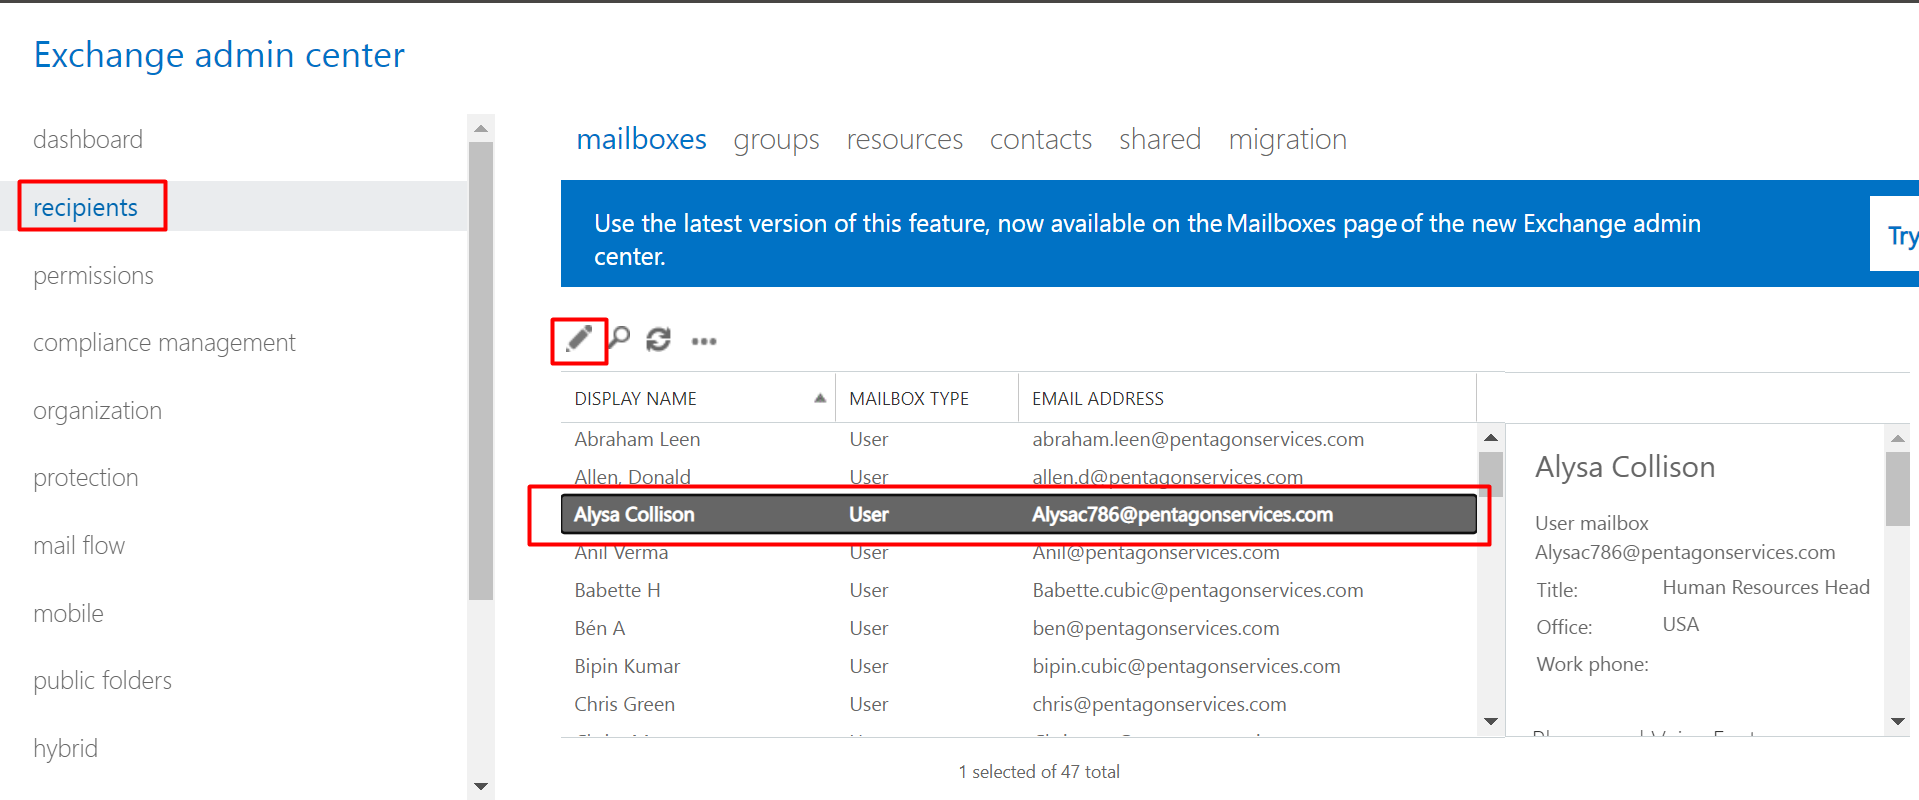 Exchange admin center
dashboard
recipients
permissions
compliance management
organization
protection
mail flow
mobile
public folders
hybrid
mailboxes groups resources contacts shared migration
Use the latest version of this feature, now available on the Mailboxes page of the new Exchange admin
center.
Try
DISPLAY NAME MAILBOX TYPE EMAIL ADDRESS
Abraham Leen User abraham.leen@pentagonservices.com
Allen, Donald User allen.d@pentagonservices.com
Alysa Collison User Alysac786@pentagonservices.com
Anil Verma User Anil@pentagonservices.com
Babette H User Babette.cubic@pentagonservices.com
Bén A User ben@pentagonservices.com
Bipin Kumar User bipin.cubic@pentagonservices.com
Chris Green User chris@pentagonservices.com
1 selected of 47 total
Alysa Collison
User mailbox
Alysac786@pentagonservices.com
Title: Human Resources Head
Office: USA
Work phone: